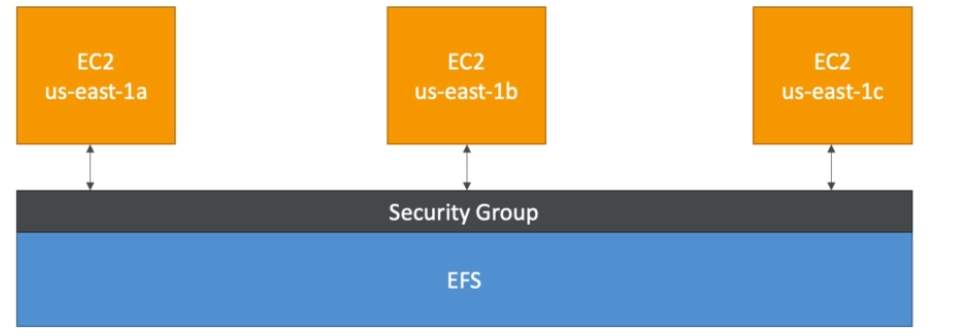 EC2
us-east-1a
EC2
us-east-1b
EC2
us-east-1c
Security Group
EFS